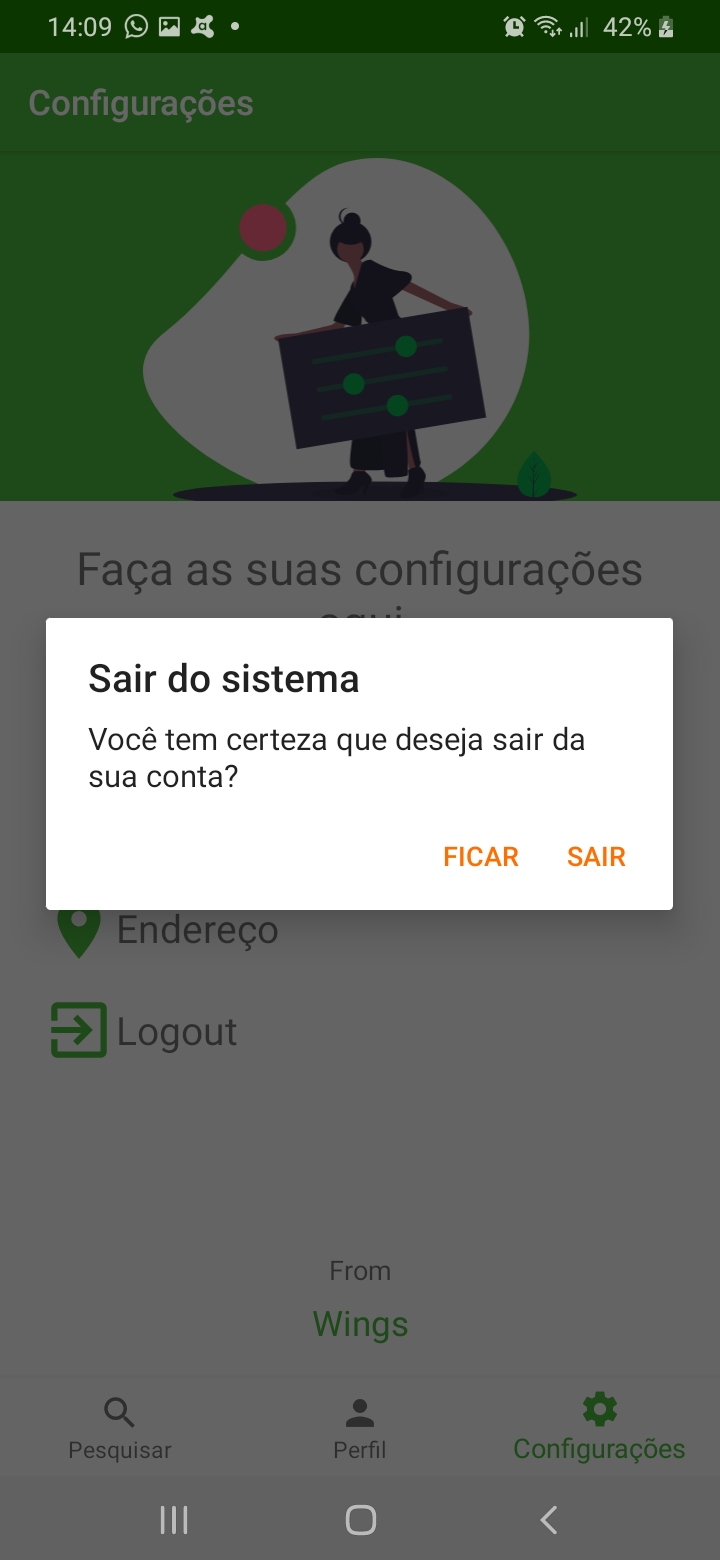 14:09
42%
Configurações
Faça as suas configurações
aqui
Sair do sistema
Você tem certeza que deseja sair da
sua conta?
FICAR SAIR
Endereço
Logout
From
Wings
Pesquisar Perfil Configurações